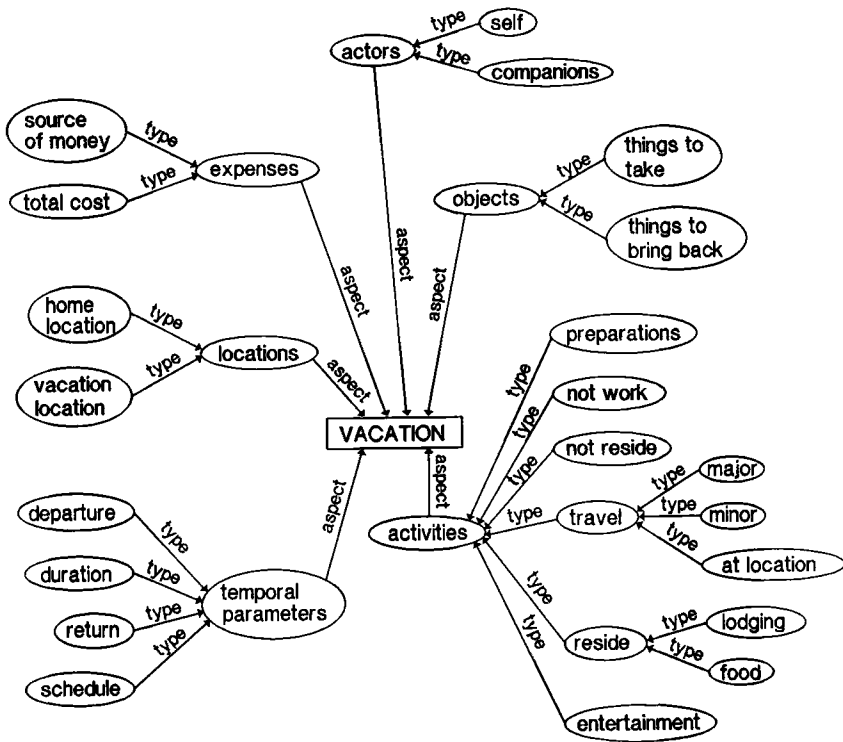 type
self
actors
type
companions
source
of money
type
type
total cost
expenses
aspect
aspect
aspect
objects
type
type
things to
take
things to
bring back
home
location
type
type
vacation
location
locations
aspect
VACATION
preparations
type
not work
type
not reside
type
aspect
activities
type
travel
type
major
type
minor
type
at location
type
reside
type
lodging
type
food
type
entertainment
departure
type
duration
type
return
type
schedule
type
temporal
parameters
aspect